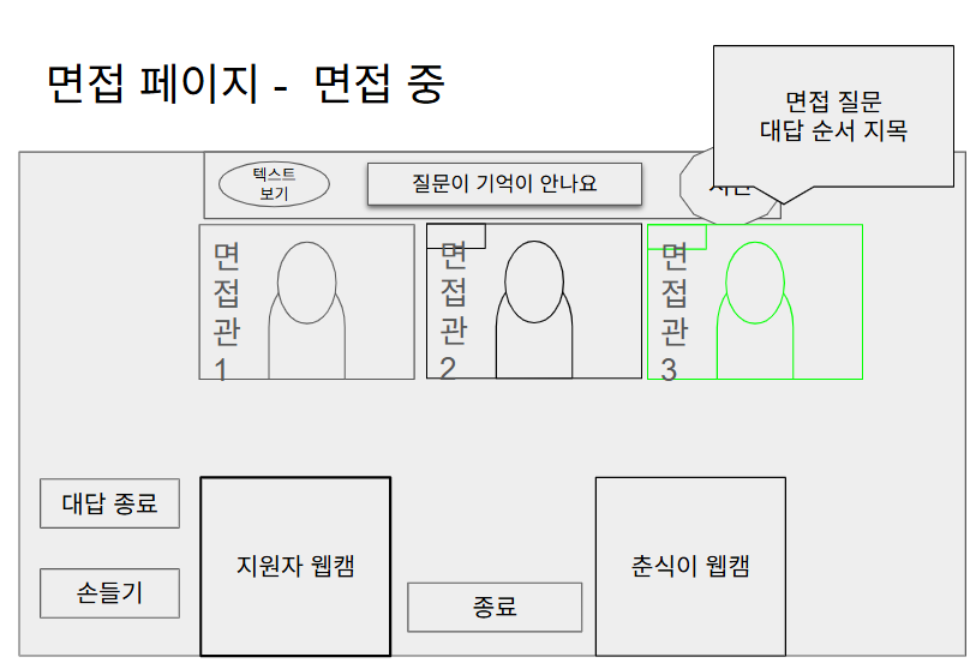 면접 페이지 - 면접 중
면접 질문
대답 순서 지목
텍스트
보기
질문이 기억이 안나요
면
접
관
1
면
접
관
2
면
접
관
3
대답 종료
손들기
지원자 웹캠
종료
춘식이 웹캠